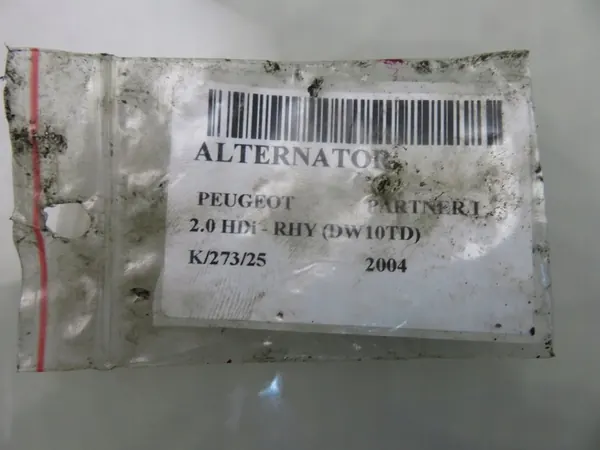 ALTERNATOR
PEUGEOT PARTNER I
2.0 HDi - RHY (DW10TD)
K/273/25 2004